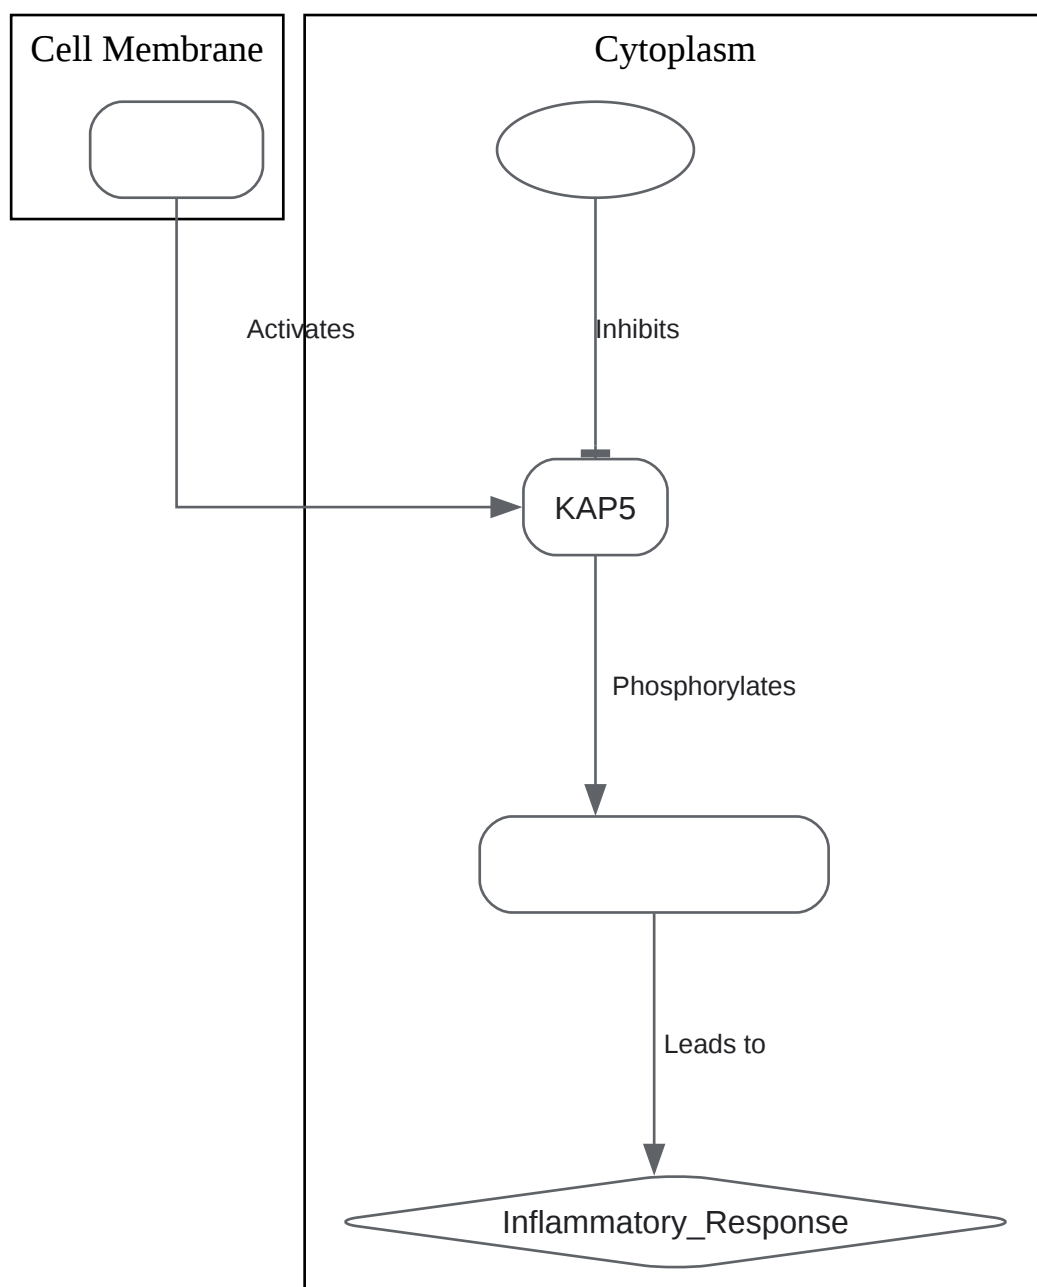 Cell Membrane
Cytoplasm
Activates
Inhibits
KAP5
Phosphorylates
Leads to
Inflammatory_Response